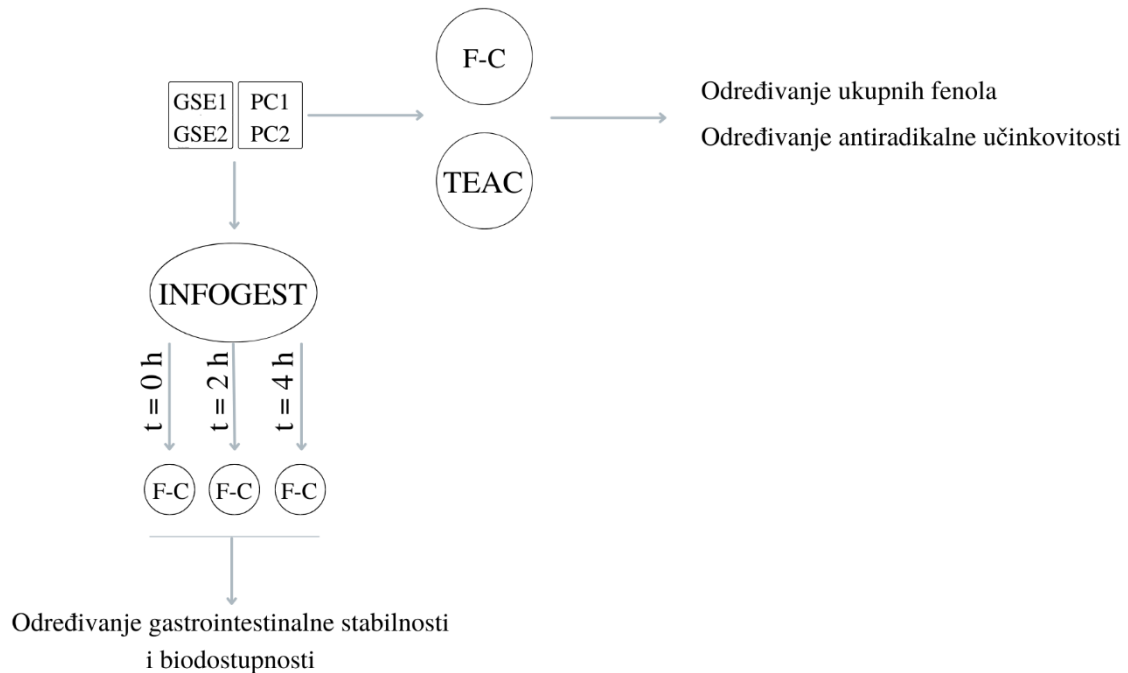 F-C
GSE1 PC1
GSE2 PC2
TEAC
Određivanje ukupnih fenola
Određivanje antiradikalne učinkovitosti
INFOGEST
t = 0 h
t = 2 h
t = 4 h
F-C F-C F-C
Određivanje gastrointestinalne stabilnosti
i biodostupnosti